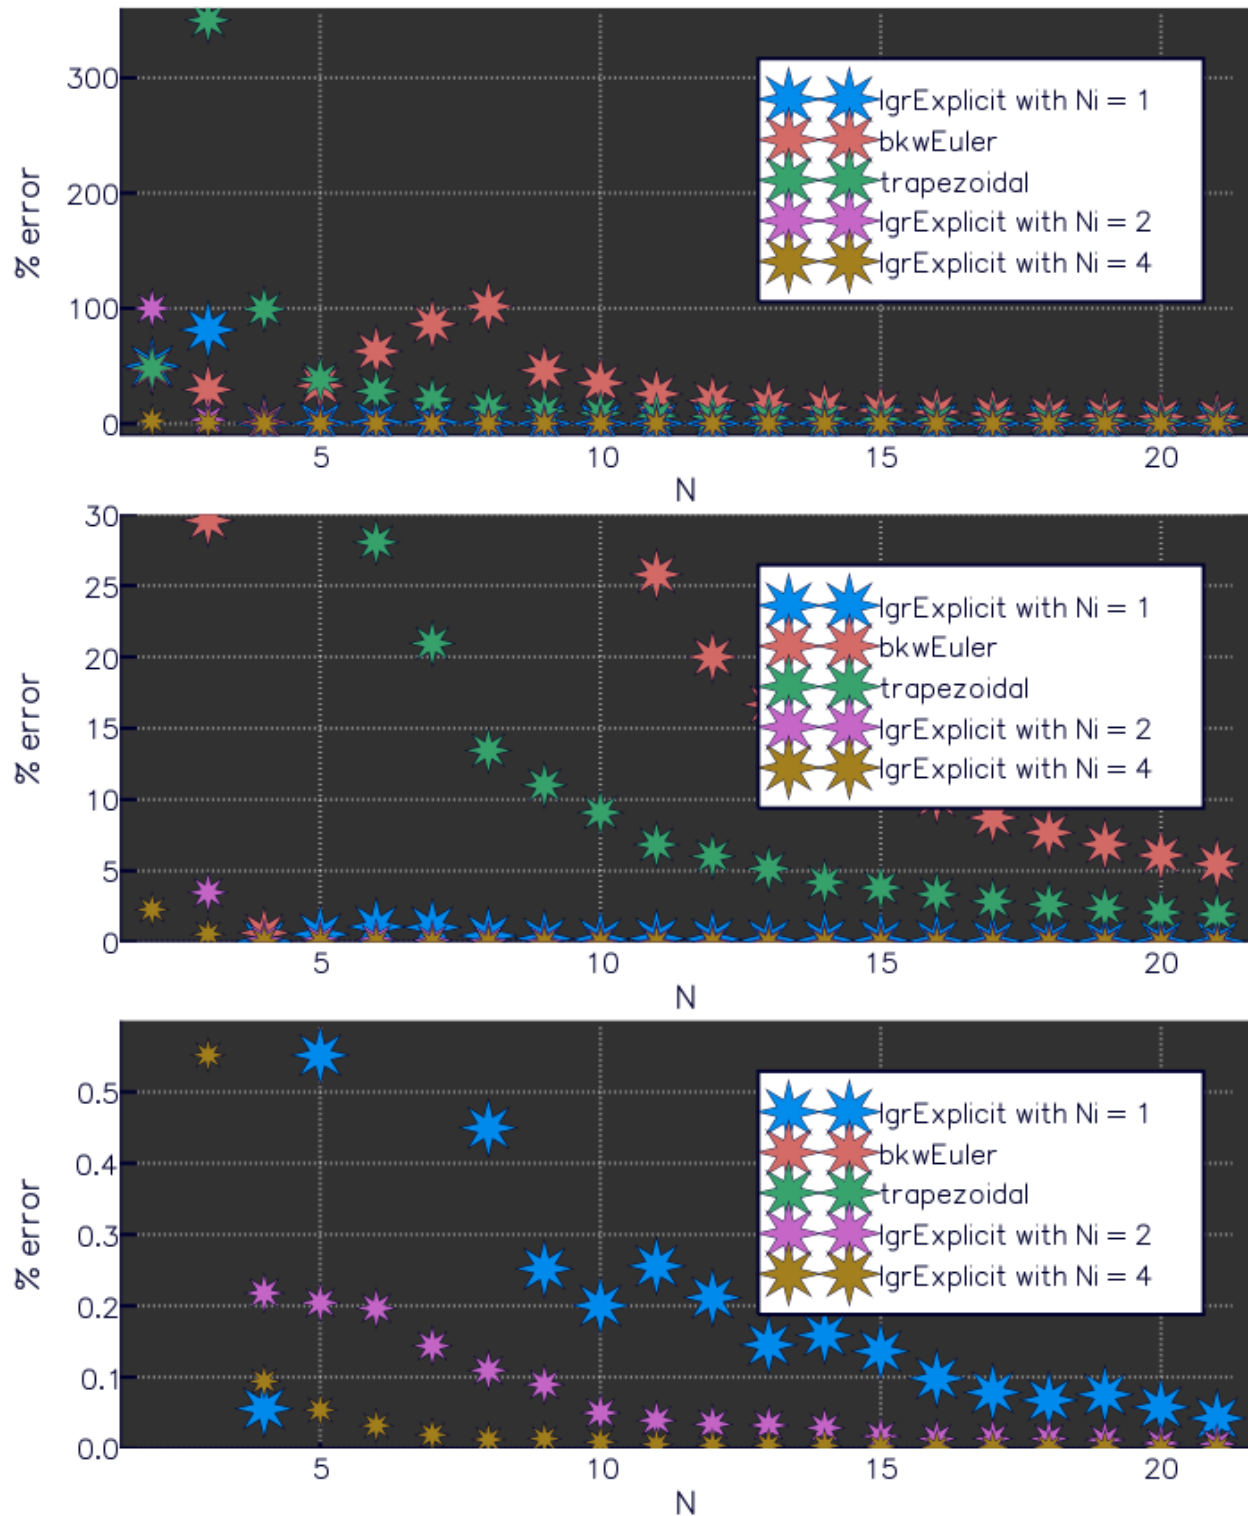 300
200
100
0
% error
5
10
15
20
N
lgrExplicit with Ni = 1
bkwEuler
trapezoidal
lgrExplicit with Ni = 2
lgrExplicit with Ni = 4
30
25
20
15
10
5
0
% error
5
10
15
20
N
lgrExplicit with Ni = 1
bkwEuler
trapezoidal
lgrExplicit with Ni = 2
lgrExplicit with Ni = 4
0.5
0.4
0.3
0.2
0.1
0.0
% error
5
10
15
20
N
lgrExplicit with Ni = 1
bkwEuler
trapezoidal
lgrExplicit with Ni = 2
lgrExplicit with Ni = 4